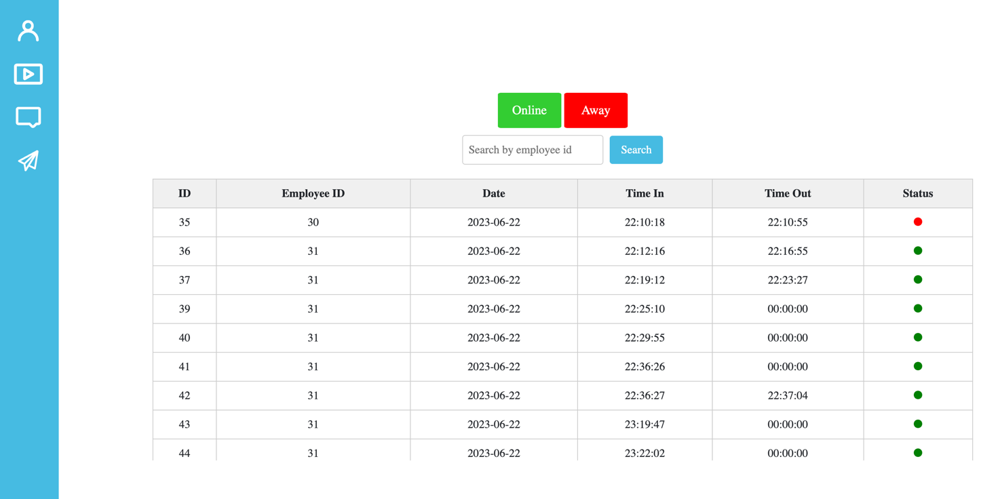 Online Away
Search by employee id Search
ID Employee ID Date Time In Time Out Status
35 30 2023-06-22 22:10:18 22:10:55
36 31 2023-06-22 22:12:16 22:16:55
37 31 2023-06-22 22:19:12 22:23:27
39 31 2023-06-22 22:25:10 00:00:00
40 31 2023-06-22 22:29:55 00:00:00
41 31 2023-06-22 22:36:26 00:00:00
42 31 2023-06-22 22:36:27 22:37:04
43 31 2023-06-22 23:19:47 00:00:00
44 31 2023-06-22 23:22:02 00:00:00